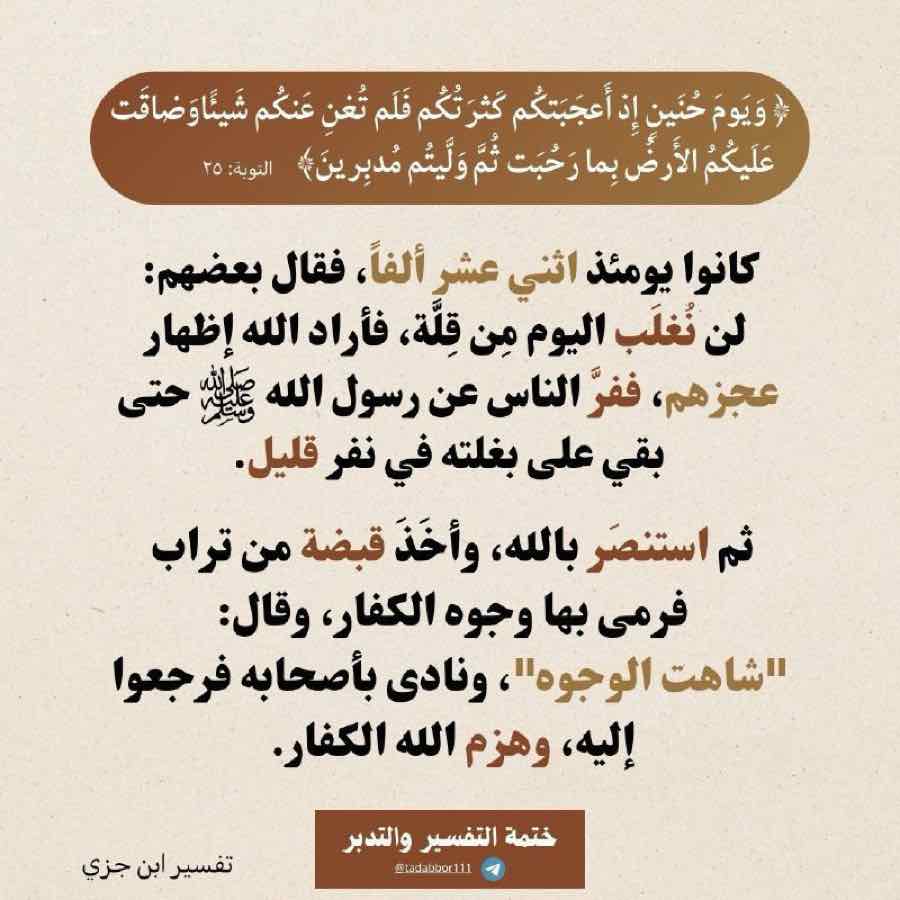 ﴿ وَيَومَ حُنَينٍ إِذ أَعجَبَتكُم كَثرَتُكُم فَلَم تُغنِ عَنكُم شَيئًا وَضاقَت
عَلَيكُمُ الأَرضُ بِما رَحُبَت ثُمَّ وَلَّيتُم مُدبِرينَ﴾ التوبة: ٢٥
كانوا يومئذ اثني عشر ألفاً، فقال بعضهم:
لن نُغلَب اليوم مِن قِلَّة، فأراد الله إظهار
عجزهم، ففرَّ الناس عن رسول الله ﷺ حتى
بقي على بغلته في نفر قليل.
ثم استنصَر بالله، وأخَذَ قبضة من تراب
فرمى بها وجوه الكفار، وقال:
"شاهت الوجوه"، ونادى بأصحابه فرجعوا
إليه، وهزم الله الكفار.
ختمة التفسير والتدبر
@tadabbor111
تفسير ابن جزي